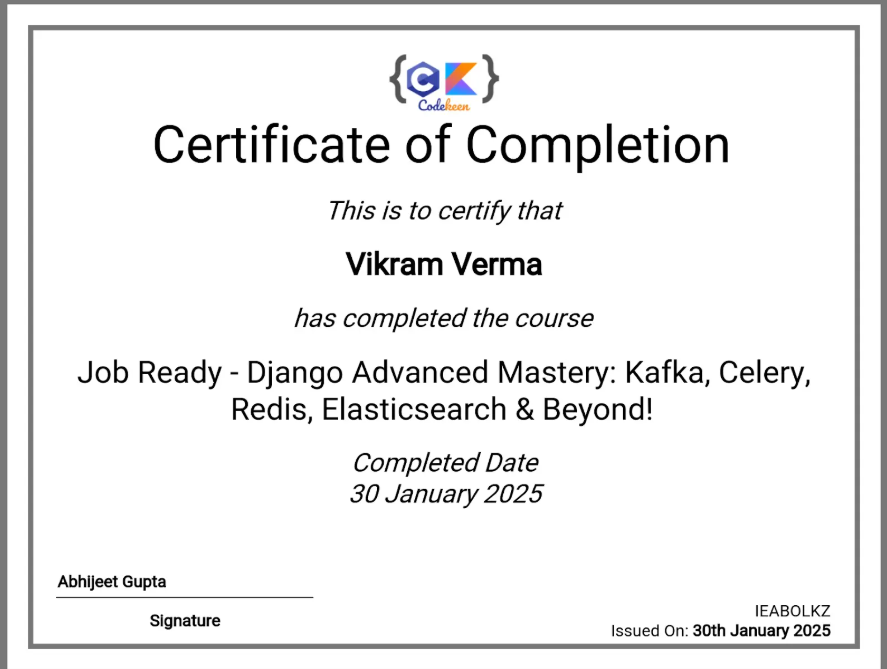 Codekeen
Certificate of Completion
This is to certify that
Vikram Verma
has completed the course
Job Ready - Django Advanced Mastery: Kafka, Celery,
Redis, Elasticsearch & Beyond!
Completed Date
30 January 2025
Abhijeet Gupta
Signature
IEABOLKZ
Issued On: 30th January 2025